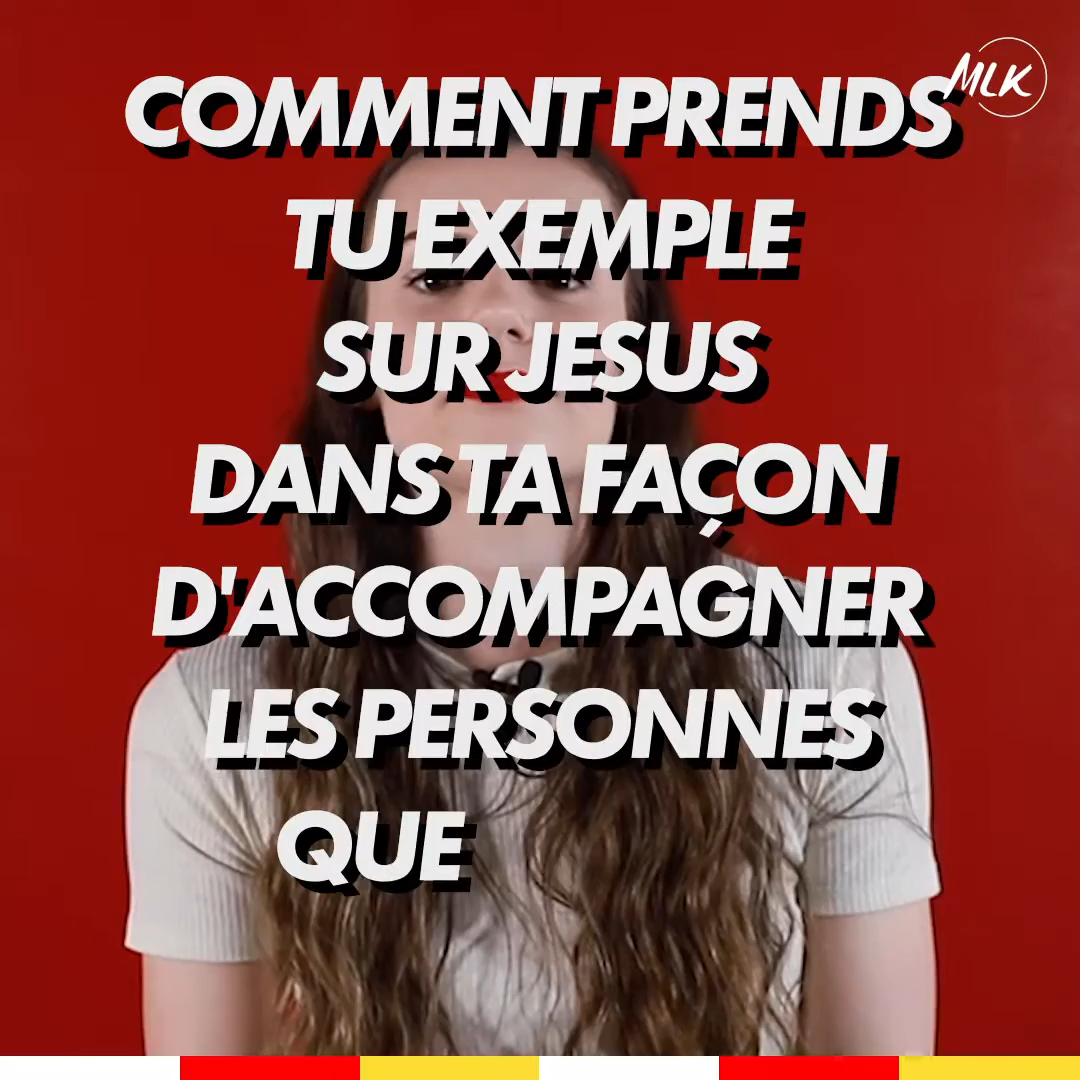 MLK
COMMENT PRENDS
TU EXEMPLE
SUR JESUS
DANS TA FAÇON
D'ACCOMPAGNER
LES PERSONNES
QUE